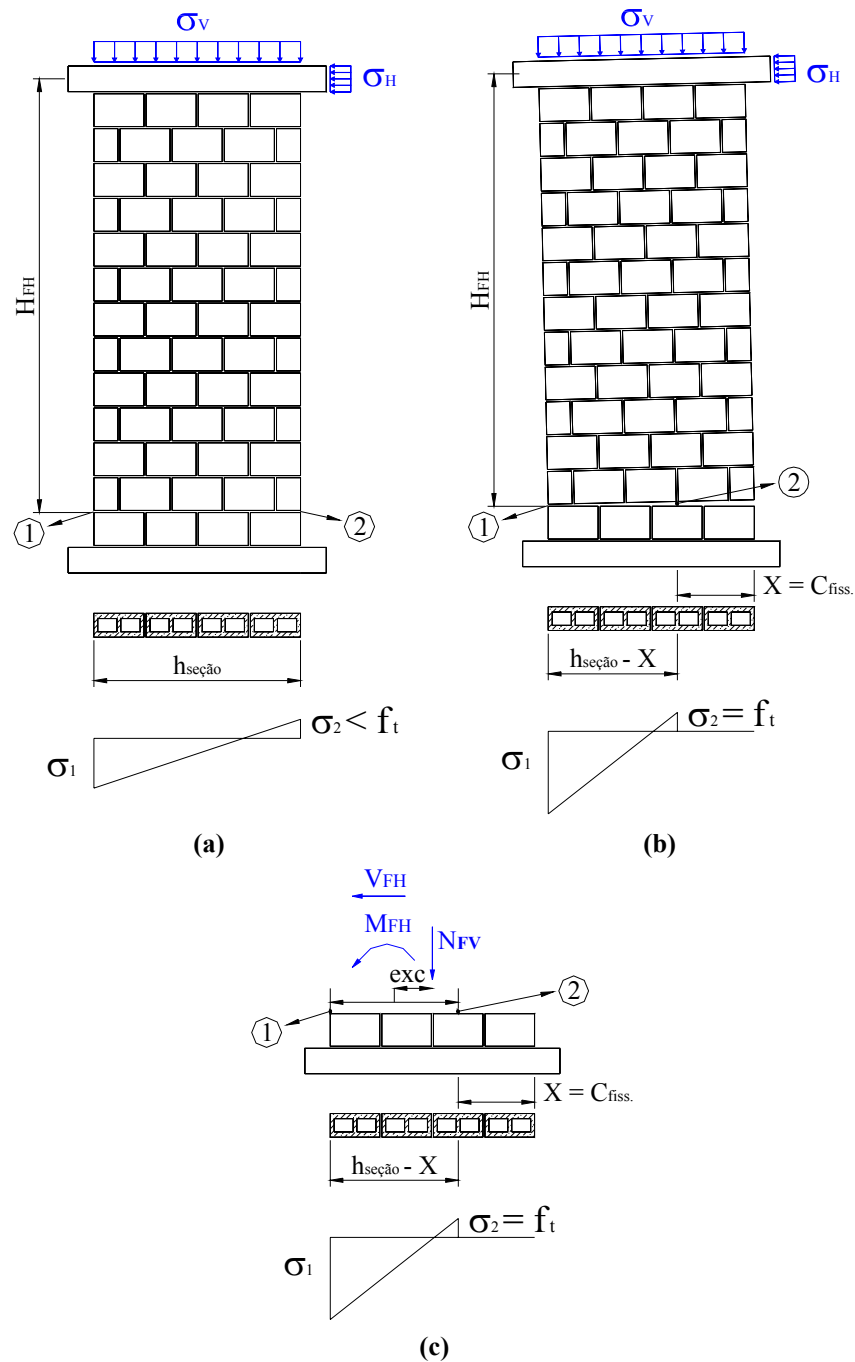 σV
σH
HFH
1
2
hseção
σ2 < ft
σ1
(a)
σV
σH
HFH
1
2
X = Cfiss.
hseção - X
σ2 = ft
σ1
(b)
VFH
MFH
NFV
exc
1
2
X = Cfiss.
hseção - X
σ2 = ft
σ1
(c)